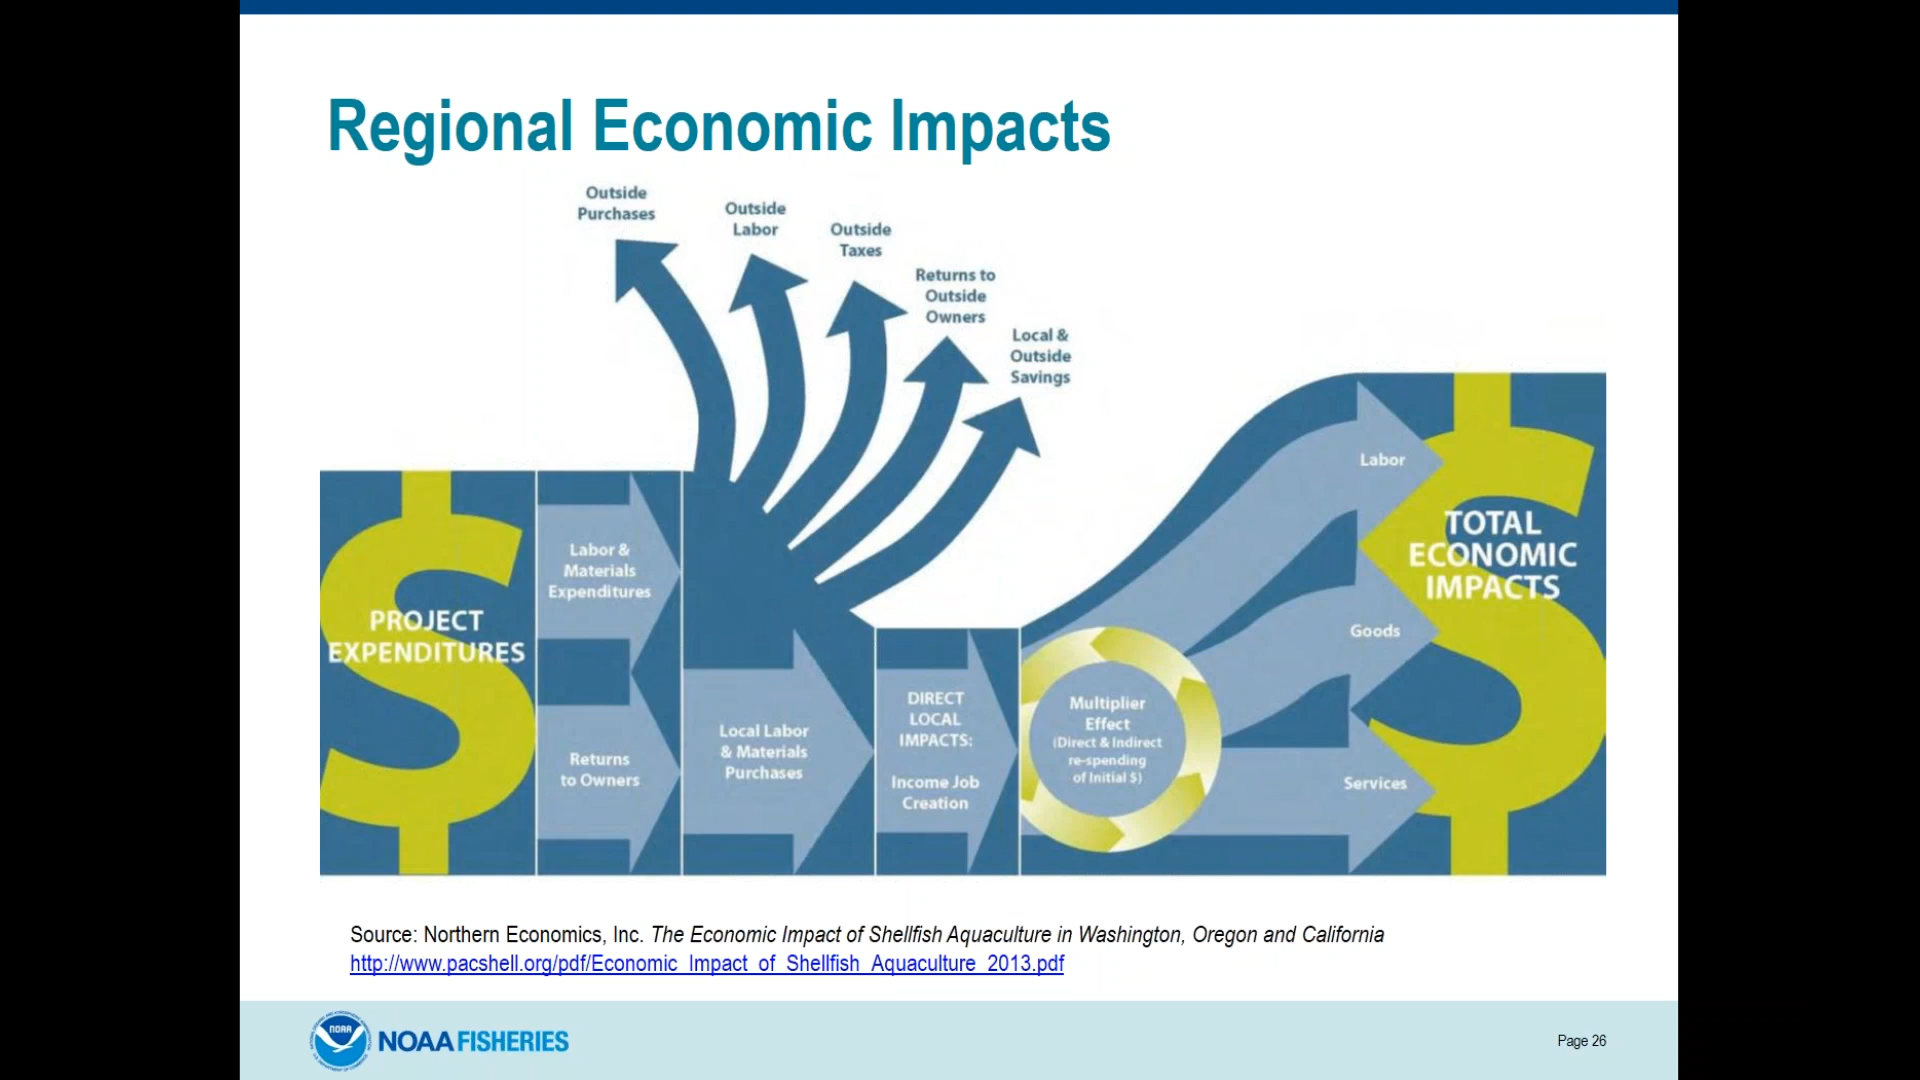 Regional Economic Impacts
Outside
Purchases
Outside
Labor
Outside
Taxes
Returns to
Outside
Owners
Local &
Outside
Savings
PROJECT
EXPENDITURES
Labor &
Materials
Expenditures
Returns
to Owners
Local Labor
& Materials
Purchases
DIRECT
LOCAL
IMPACTS:
Income Job
Creation
Multiplier
Effect
(Direct & Indirect
re-spending
of Initial $)
Labor
Goods
Services
TOTAL
ECONOMIC
IMPACTS
Source: Northern Economics, Inc. The Economic Impact of Shellfish Aquaculture in Washington, Oregon and California
http://www.pacshell.org/pdf/Economic_Impact_of_Shellfish_Aquaculture_2013.pdf
NOAA
NOAA FISHERIES
Page 26